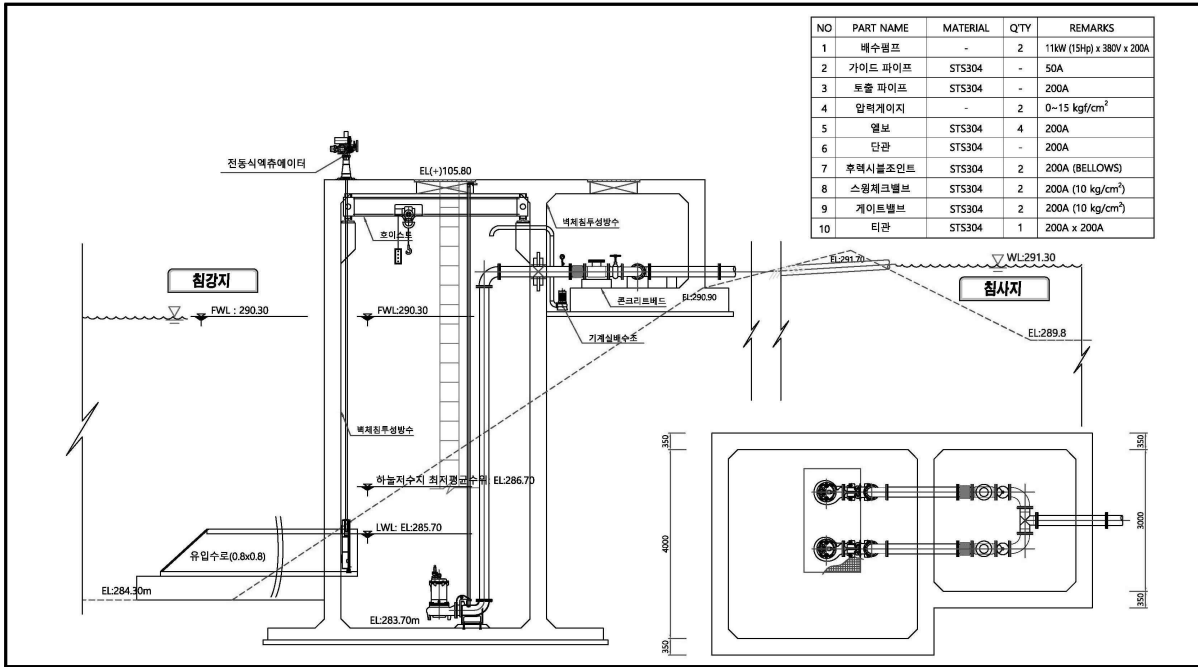 NO PART NAME MATERIAL Q'TY REMARKS
1 배수펌프 - 2 11kW (15Hp) x 380V x 200A
2 가이드 파이프 STS304 - 50A
3 토출 파이프 STS304 - 200A
4 압력게이지 - 2 0~15 kgf/cm²
5 엘보 STS304 4 200A
6 단관 STS304 - 200A
7 후렉시블조인트 STS304 2 200A (BELLOWS)
8 스윙체크밸브 STS304 2 200A (10 kg/cm²)
9 게이트밸브 STS304 2 200A (10 kg/cm²)
10 티관 STS304 1 200A x 200A
전동식엑츄에이터
EL(+)105.80
벽체침투성방수
호이스트
침강지
EL:291.70
WL:291.30
침사지
콘크리트베드
EL:290.90
FWL : 290.30
FWL:290.30
기계실배수조
EL:289.8
벽체침투성방수
하늘저수지 최저평균수위: EL:286.70
LWL: EL:285.70
유입수로(0.8x0.8)
EL:284.30m
EL:283.70m
350
4000
350
350
3000
350